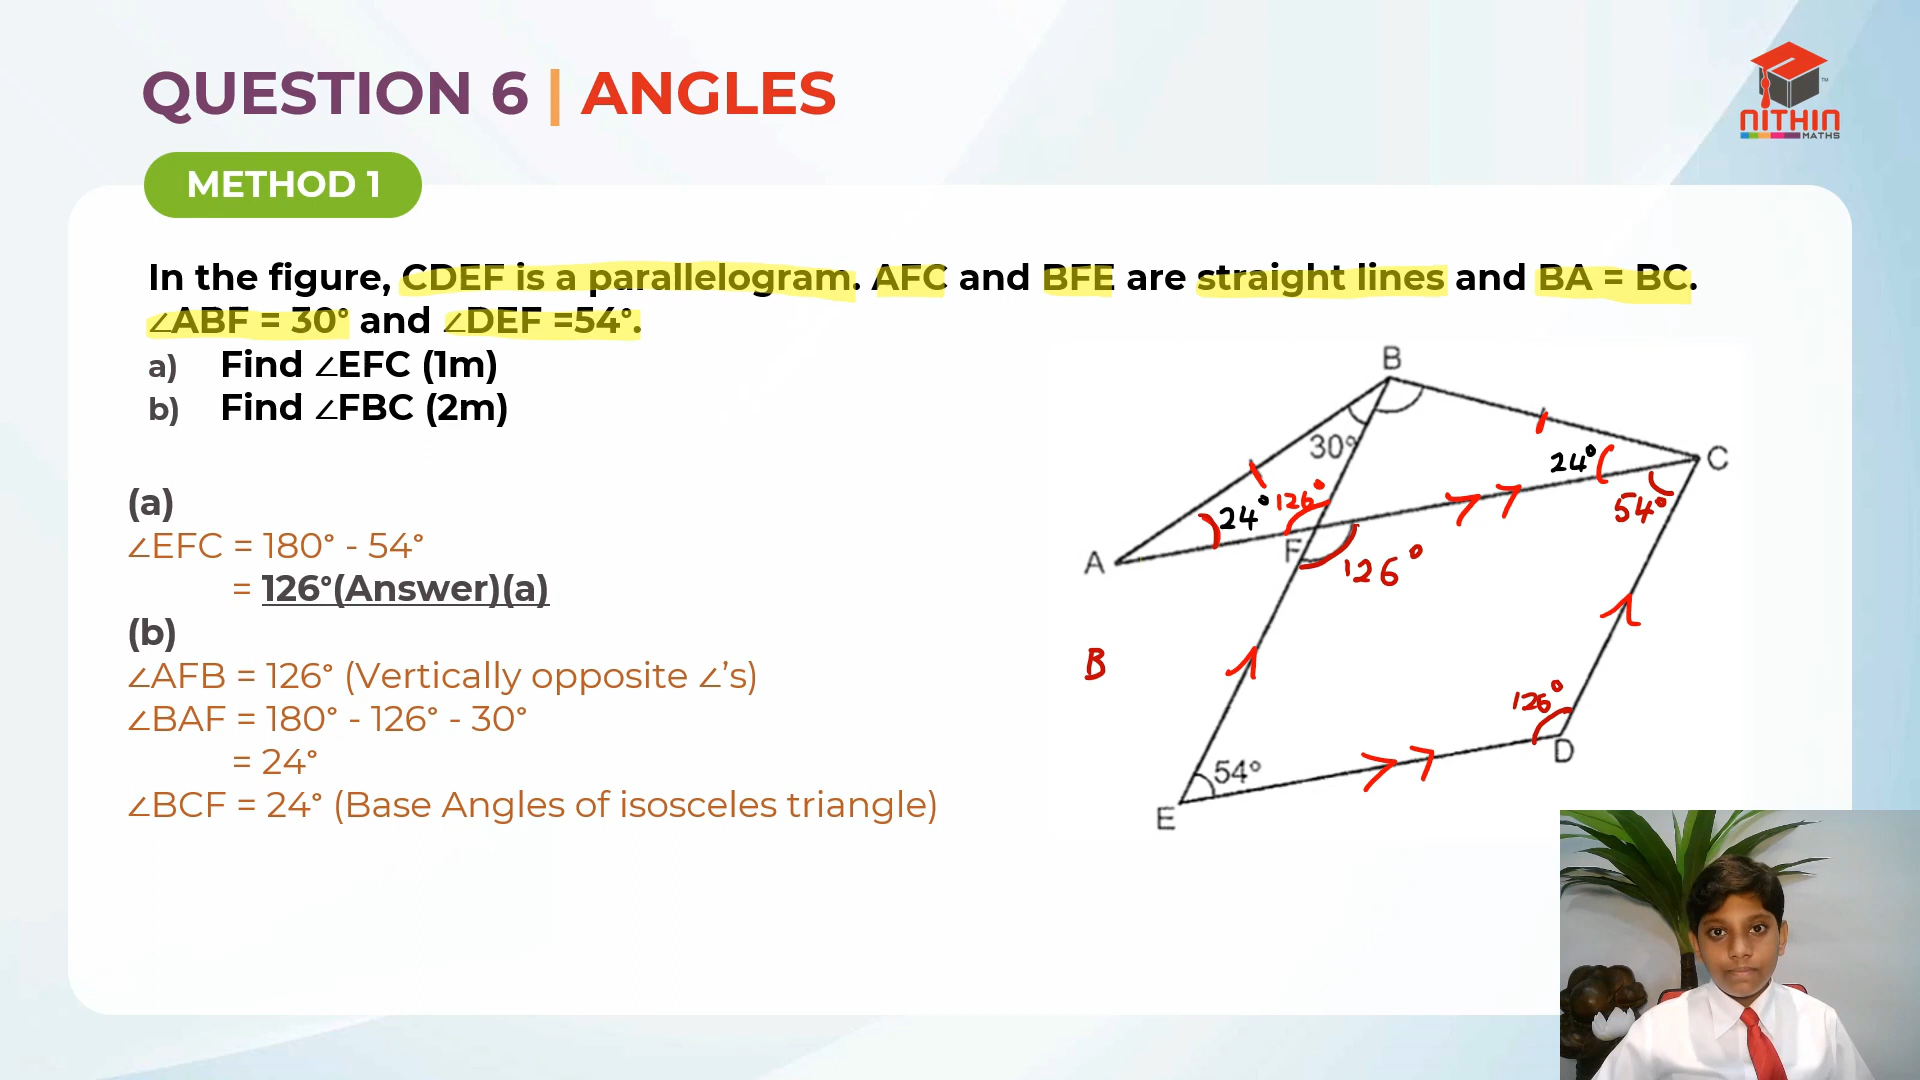 QUESTION 6 | ANGLES
NITHIN
MATHS
™
METHOD 1
In the figure, CDEF is a parallelogram. AFC and BFE are straight lines and BA = BC.
∠ABF = 30° and ∠DEF =54°.
a) Find ∠EFC (1m)
b) Find ∠FBC (2m)
(a)
∠EFC = 180° - 54°
= 126°(Answer)(a)
(b)
∠AFB = 126° (Vertically opposite ∠’s)
∠BAF = 180° - 126° - 30°
= 24°
∠BCF = 24° (Base Angles of isosceles triangle)
B
30°
24°
C
24°
126°
54°
A
F
126°
B
126°
D
54°
E